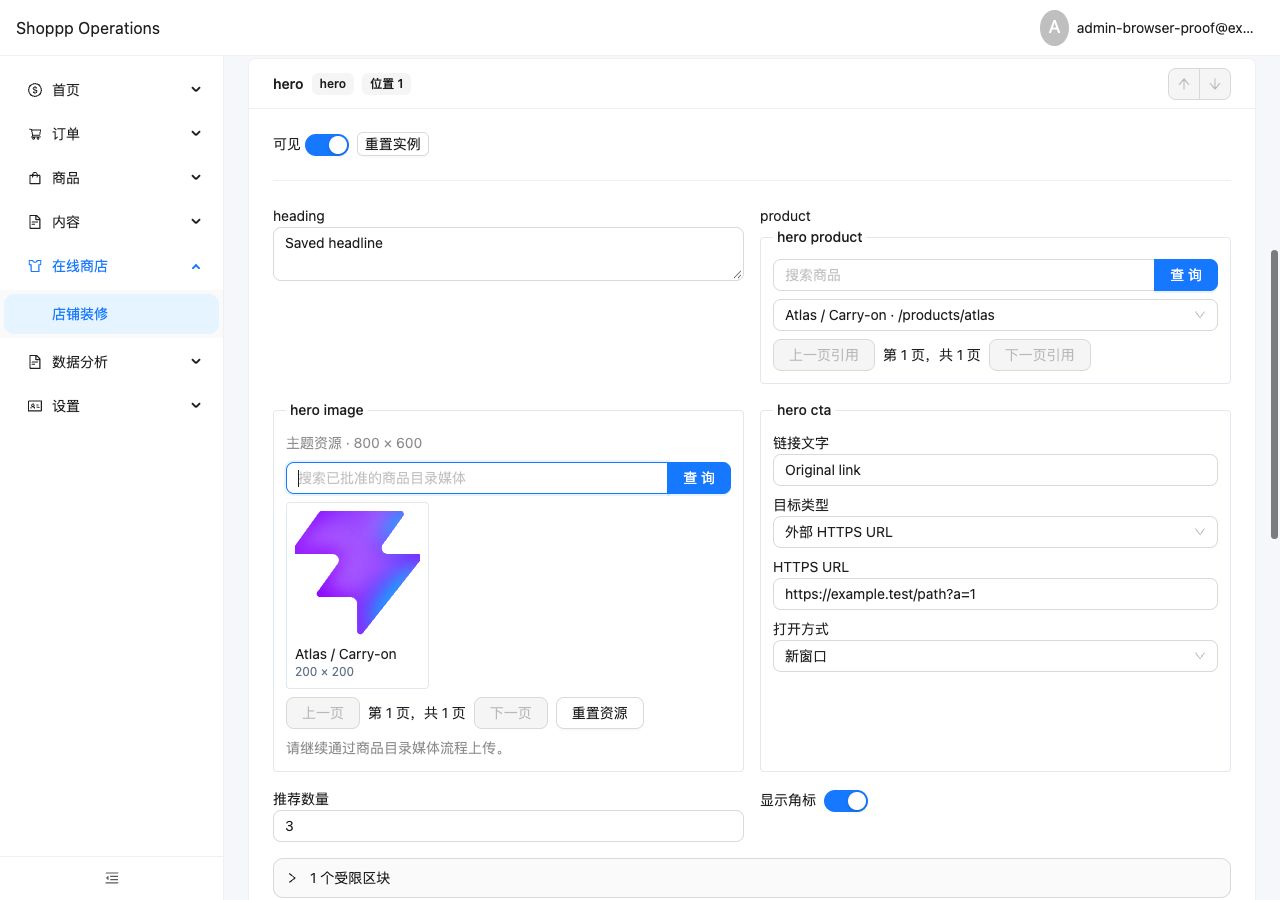 Shoppp Operations
A
admin-browser-proof@ex...
首页
订单
商品
内容
在线商店
店铺装修
数据分析
设置
hero
hero
位置 1
可见
重置实例
heading
Saved headline
product
hero product
搜索商品
查 询
Atlas / Carry-on · /products/atlas
上一页引用
第 1 页，共 1 页
下一页引用
hero image
主题资源 · 800 × 600
搜索已批准的商品目录媒体
查 询
Atlas / Carry-on
200 × 200
上一页
第 1 页，共 1 页
下一页
重置资源
请继续通过商品目录媒体流程上传。
hero cta
链接文字
Original link
目标类型
外部 HTTPS URL
HTTPS URL
https://example.test/path?a=1
打开方式
新窗口
推荐数量
3
显示角标
1 个受限区块